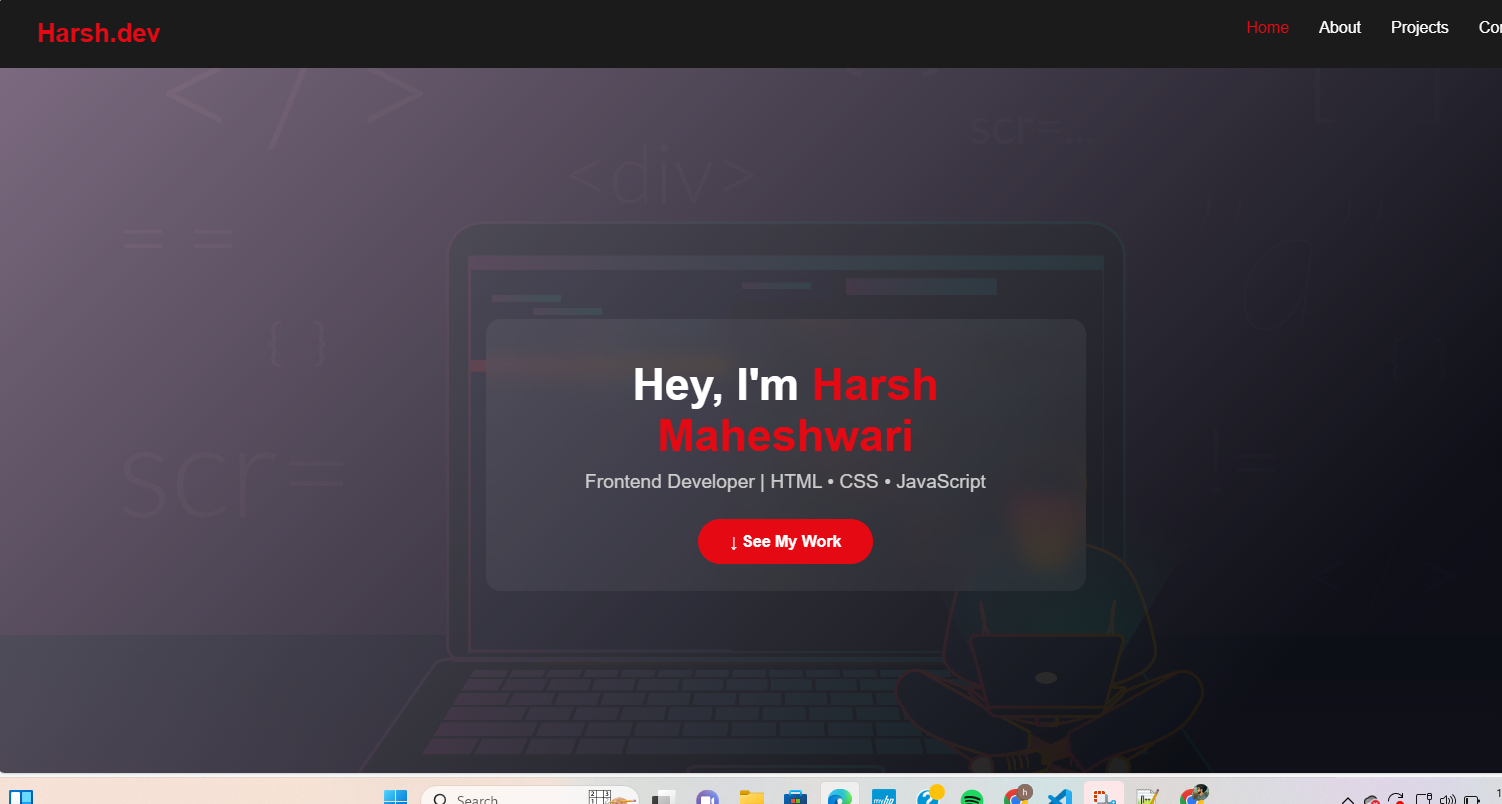 Harsh.dev
Home About Projects
</>
scr=...
<div>
= =
{ }
Hey, I'm Harsh
Maheshwari
scr=
!=
Frontend Developer | HTML • CSS • JavaScript
↓ See My Work
</>
Search